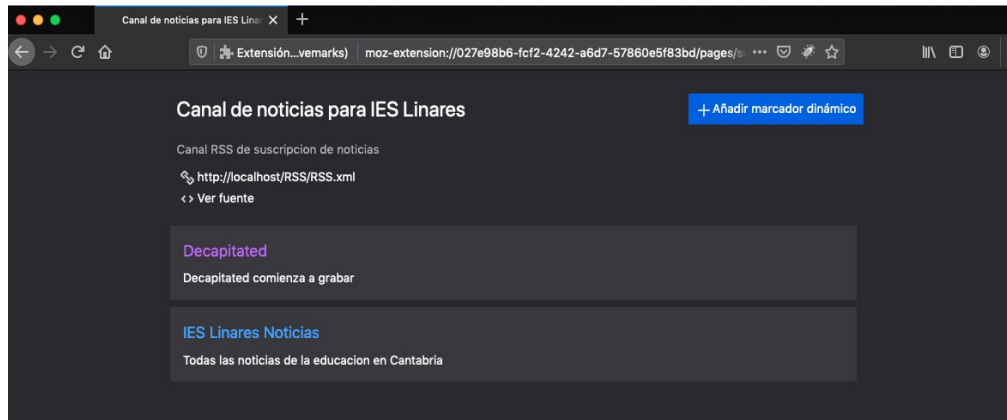 Canal de noticias para IES Linar
Extensión...vemarks) moz-extension://027e98b6-fcf2-4242-a6d7-57860e5f83bd/pages/s
Canal de noticias para IES Linares
Añadir marcador dinámico
Canal RSS de suscripcion de noticias
http://localhost/RSS/RSS.xml
<> Ver fuente
Decapitated
Decapitated comienza a grabar
IES Linares Noticias
Todas las noticias de la educacion en Cantabria